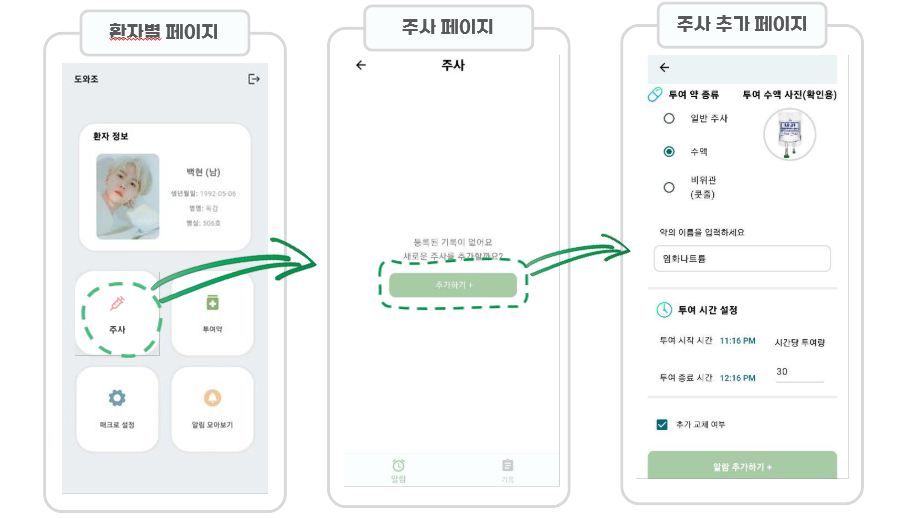 환자별 페이지
도와조
환자 정보
백현 (남)
생년월일: 1992-05-06
병명: 독감
병실: 506호
주사
투여약
매크로 설정
알림 모아보기
주사 페이지
주사
등록된 기록이 없어요
새로운 주사를 추가할까요?
추가하기 +
알람
기록
주사 추가 페이지
투여 약 종류
투여 수액 사진(확인용)
일반 주사
수액
비위관
(콧줄)
약의 이름을 입력하세요
염화나트륨
투여 시간 설정
투여 시작 시간 11:16 PM
시간당 투여량
투여 종료 시간 12:16 PM
30
추가 교체 여부
알람 추가하기 +